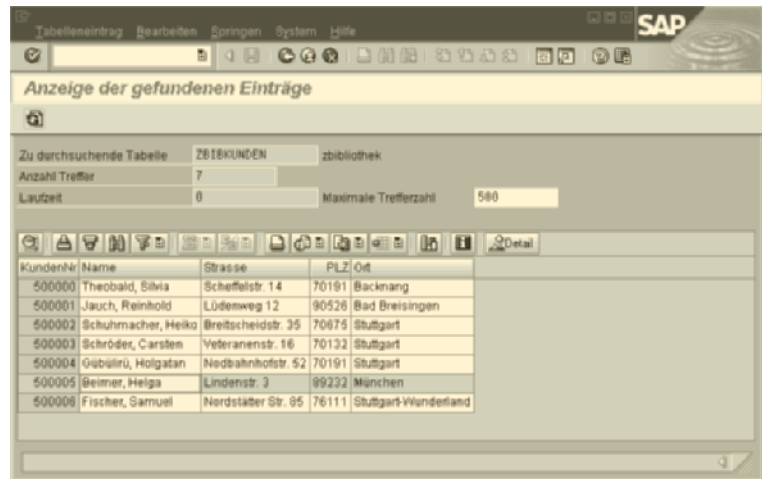 Tabelleneintrag Bearbeiten Springen System Hilfe
SAP
Anzeige der gefundenen Einträge
Zu durchsuchende Tabelle ZBIBKUNDEN zbibliothek
Anzahl Treffer 7
Laufzeit 0 Maximale Trefferzahl 500
Detail
KundenNr Name Strasse PLZ Ort
500000 Theobald, Silvia Scheffelstr. 14 70191 Backnang
500001 Jauch, Reinhold Lüdenweg 12 90526 Bad Breisingen
500002 Schuhmacher, Heiko Breitscheidstr. 35 70675 Stuttgart
500003 Schröder, Carsten Veteranenstr. 16 70132 Stuttgart
500004 Gübülirü, Holgatan Nedbahnhofstr. 52 70191 Stuttgart
500005 Beimer, Helga Lindenstr. 3 89232 München
500006 Fischer, Samuel Nordstätter Str. 85 76111 Stuttgart-Wunderland